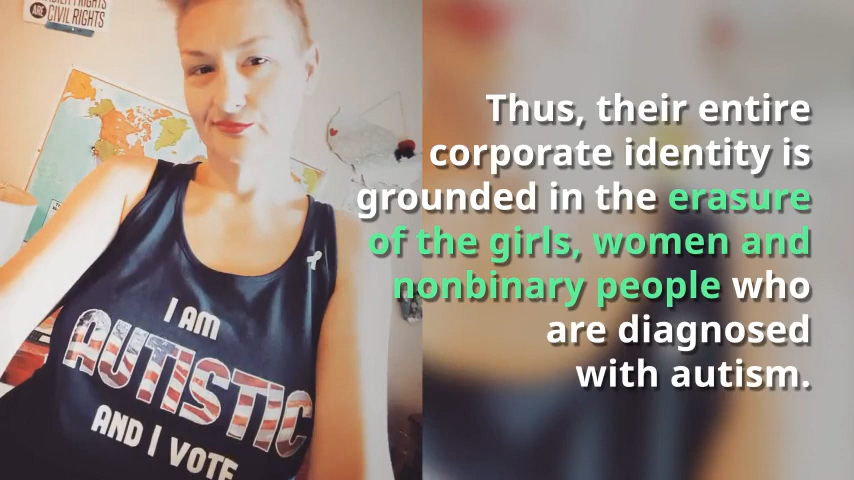 ARE CIVIL RIGHTS
I AM
AUTISTIC
AND I VOTE
Thus, their entire
corporate identity is
grounded in the erasure
of the girls, women and
nonbinary people who
are diagnosed
with autism.